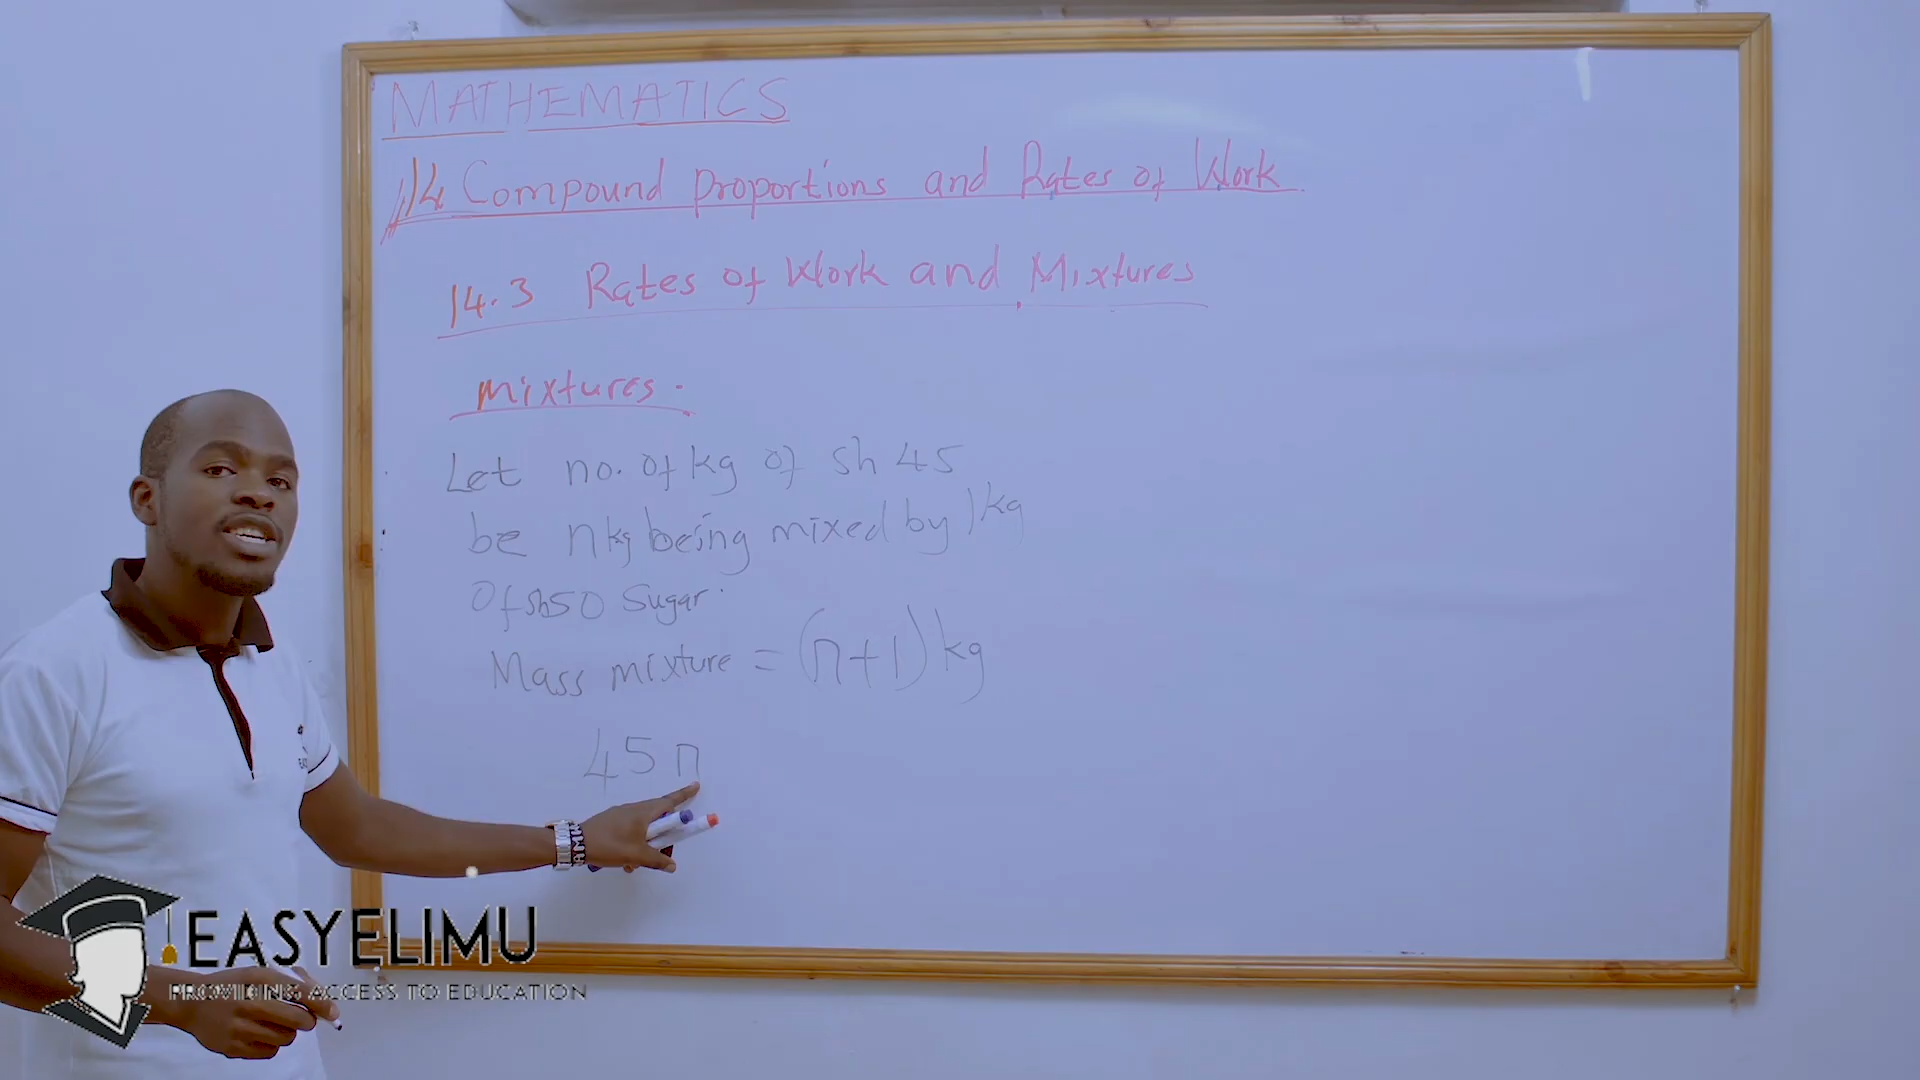 MATHEMATICS
14 Compound proportions and Rates of Work
14.3 Rates of Work and Mixtures
mixtures.
Let no. of kg of sh 45
be n kg being mixed by 1kg
Of sh50 Sugar.
Mass mixture = (n+1) kg
45 n
EASYELIMU
PROVIDING ACCESS TO EDUCATION